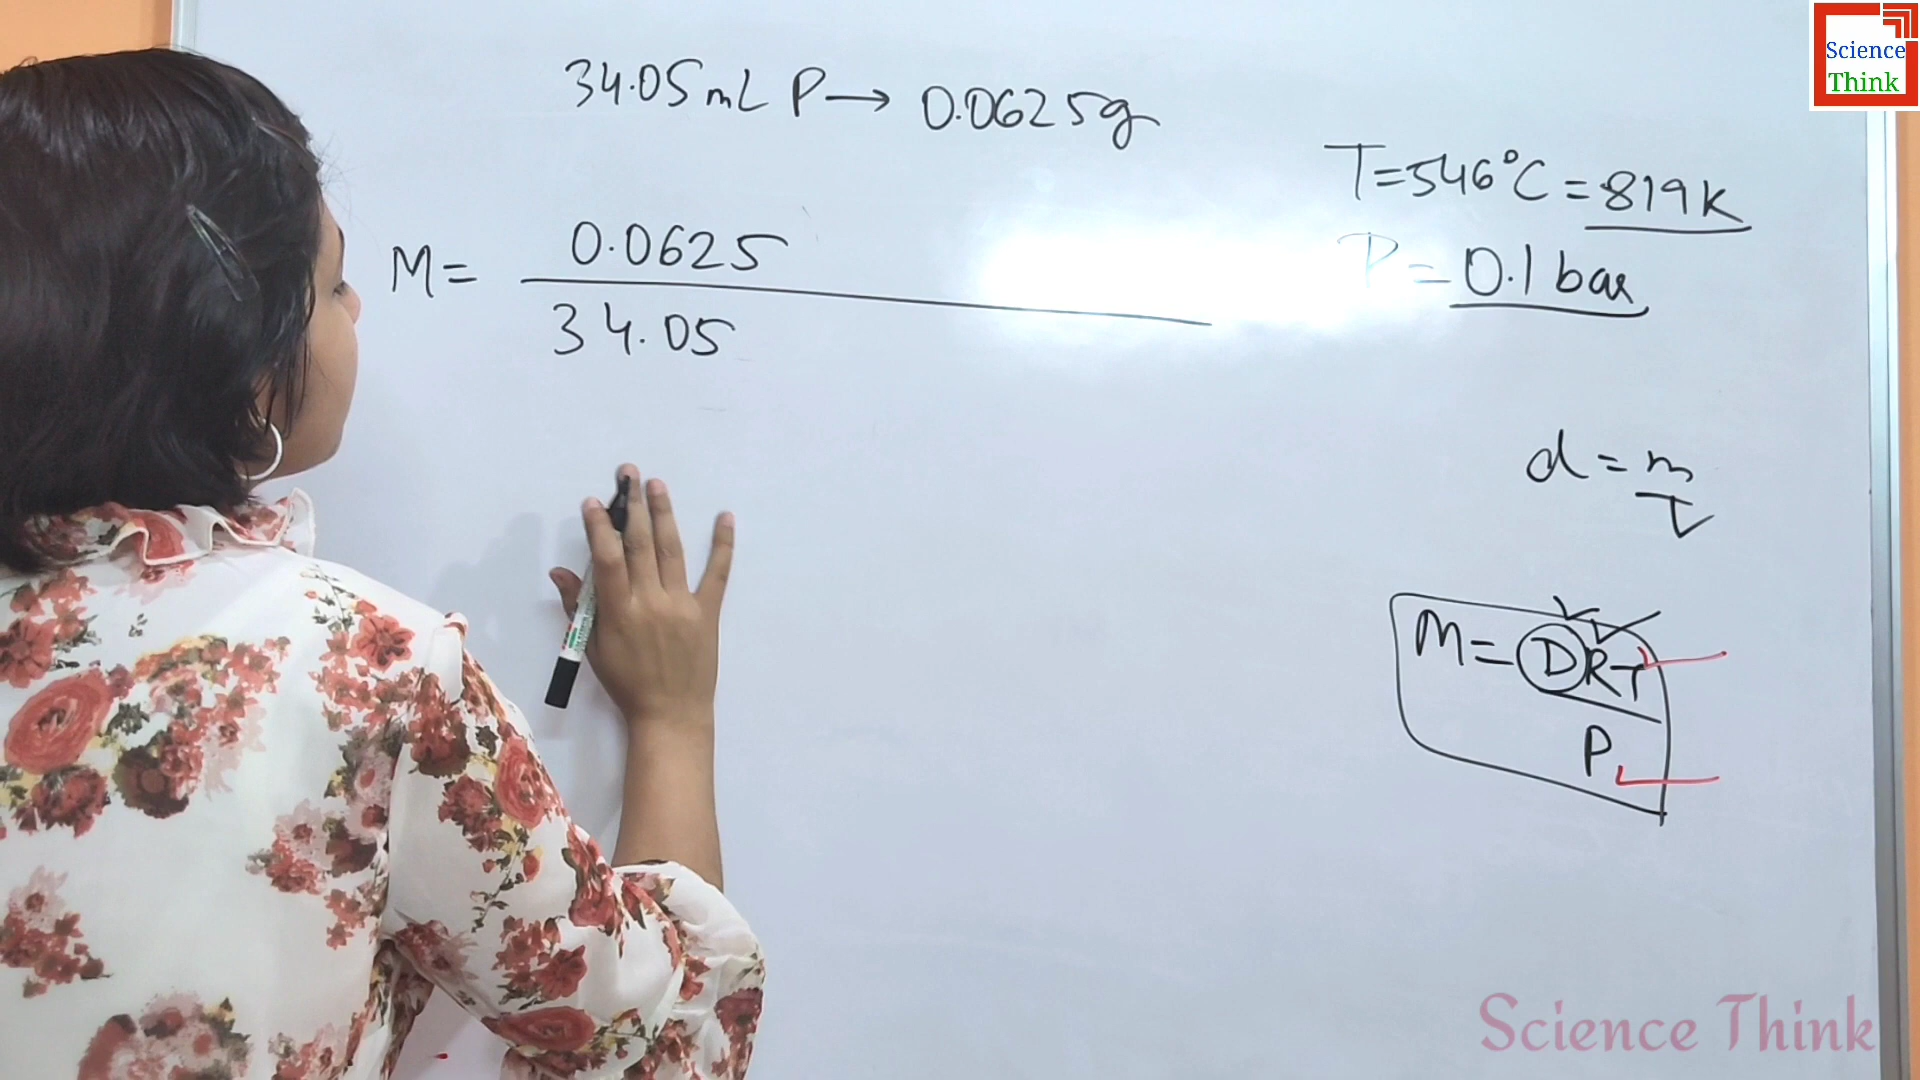 34.05 mL P → 0.0625g
T=546°C = 819K
P = 0.1 bar
M= 0.0625
34.05
d = m
V
M= DRT
P
Science
Think
Science Think